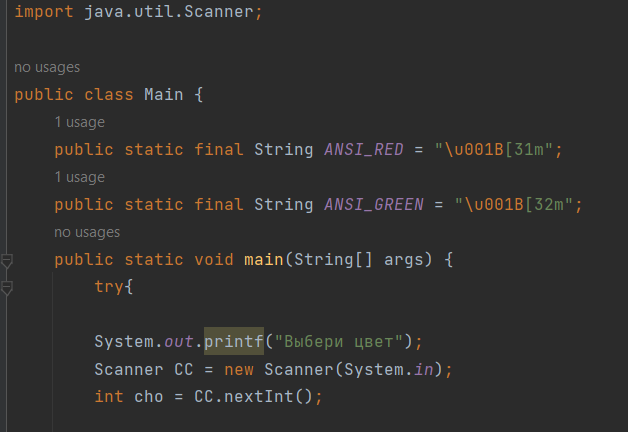 import java.util.Scanner;
no usages
public class Main {
1 usage
public static final String ANSI_RED = "\u001B[31m";
1 usage
public static final String ANSI_GREEN = "\u001B[32m";
no usages
public static void main(String[] args) {
try{
System.out.printf("Выбери цвет");
Scanner CC = new Scanner(System.in);
int cho = CC.nextInt();